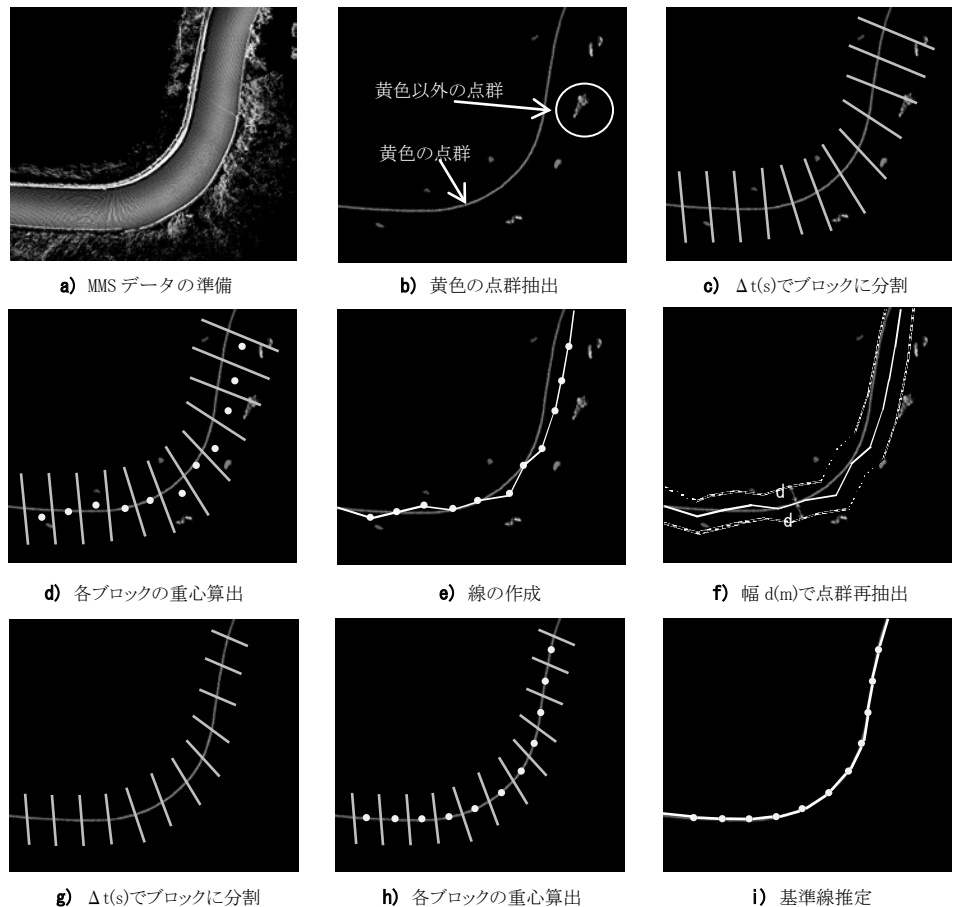 黄色以外の点群
黄色の点群
a) MMSデータの準備
b) 黄色の点群抽出
c) Δt(s)でブロックに分割
d
d
d) 各ブロックの重心算出
e) 線の作成
f) 幅 d(m)で点群再抽出
g) Δt(s)でブロックに分割
h) 各ブロックの重心算出
i) 基準線推定